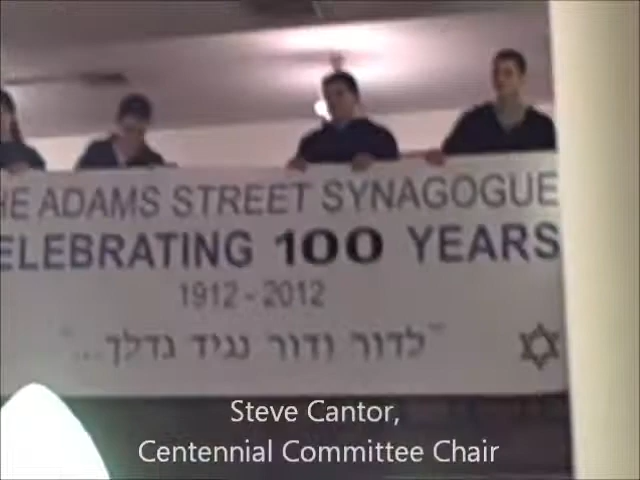 HE ADAMS STREET SYNAGOGUE
ELEBRATING 100 YEARS
1912 - 2012
"לדור ודור נגיד גדלך..."
Steve Cantor,
Centennial Committee Chair